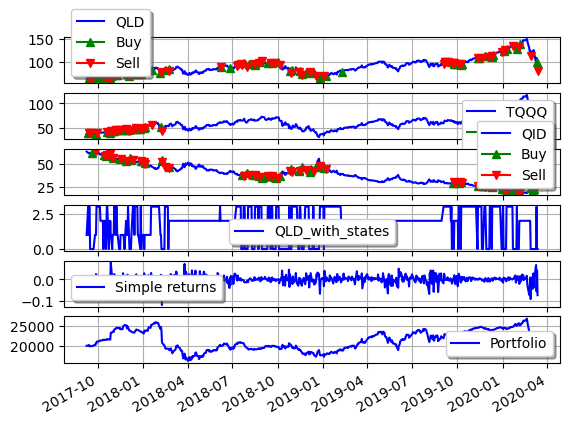 QLD
Buy
Sell
150
100
100
50
TQQQ
QID
Buy
Sell
50
25
2.5
0.0
QLD_with_states
0.0
−0.1
Simple returns
25000
20000
Portfolio
2017-10
2018-01
2018-04
2018-07
2018-10
2019-01
2019-04
2019-07
2019-10
2020-01
2020-04